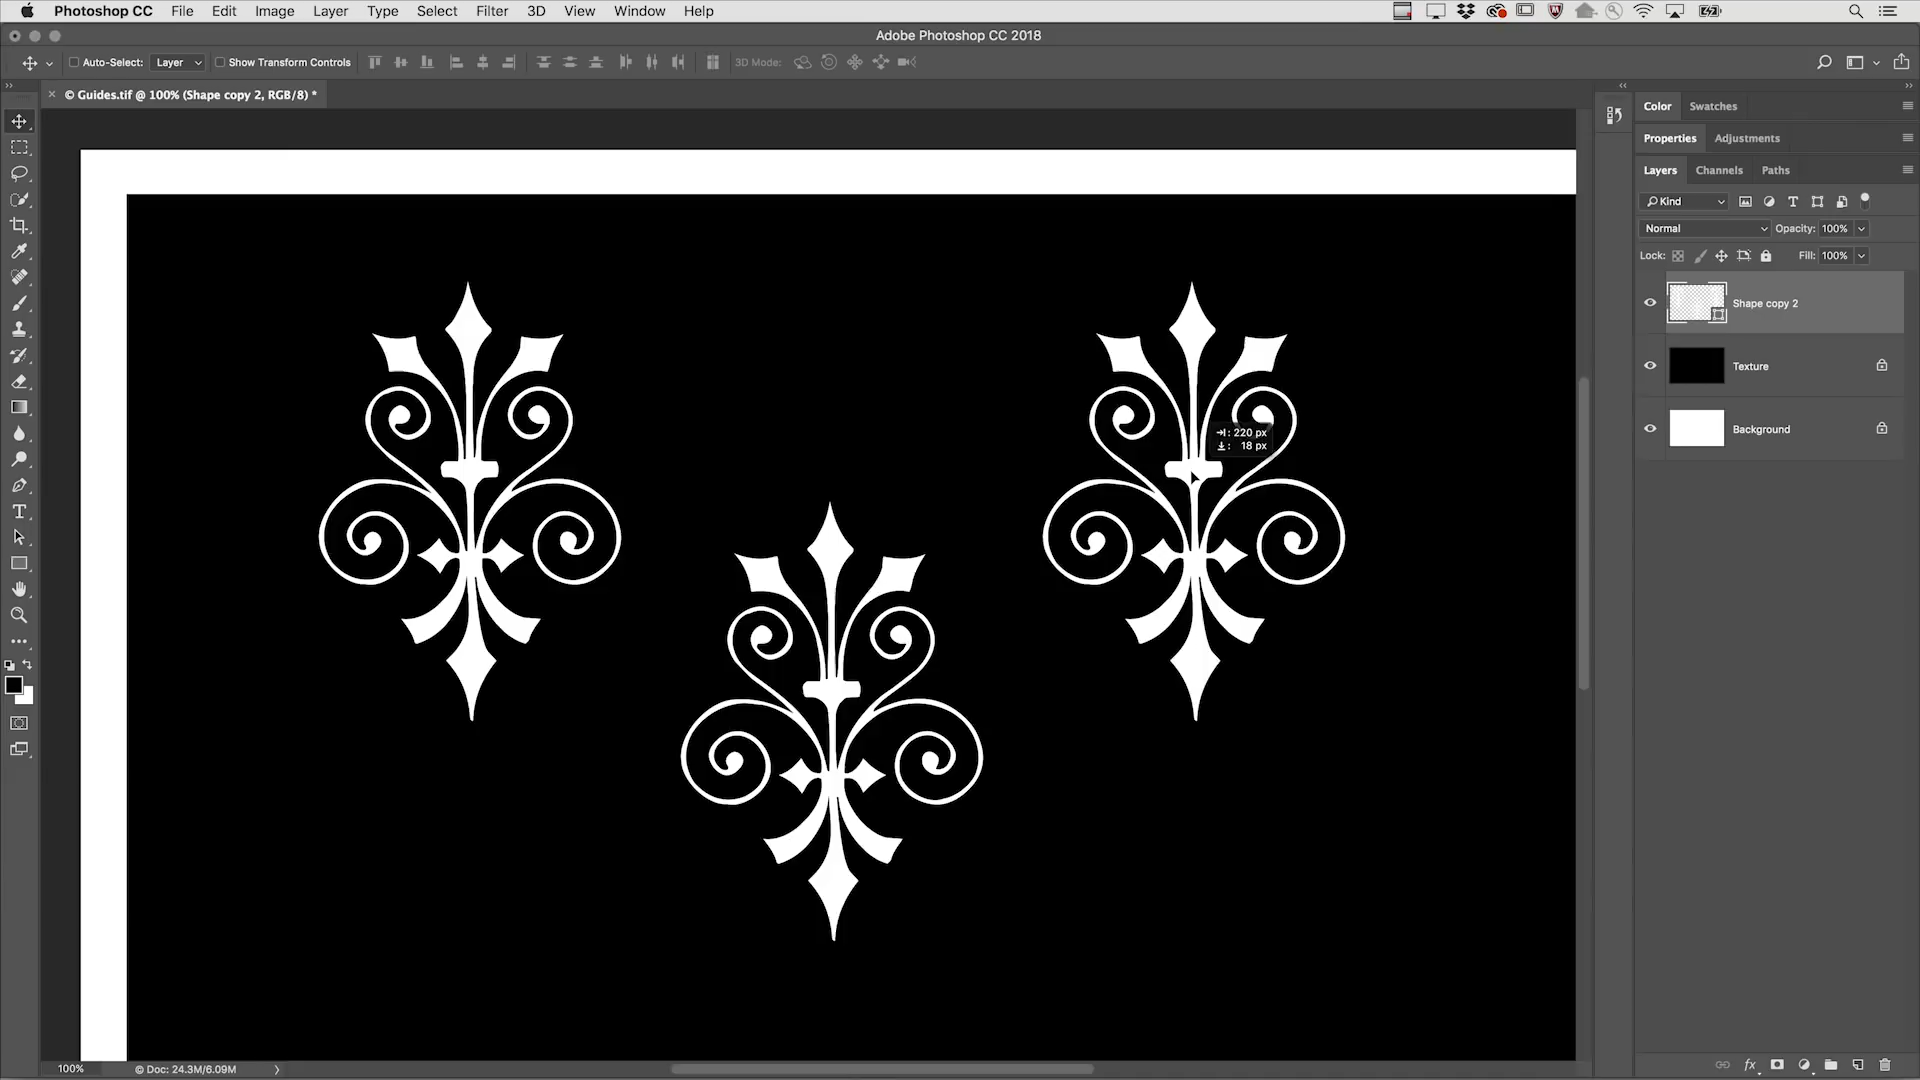 Photoshop CC File Edit Image Layer Type Select Filter 3D View Window Help
Adobe Photoshop CC 2018
Auto-Select: Layer Show Transform Controls 3D Mode:
© Guides.tif @ 100% (Shape copy 2, RGB/8) *
Color Swatches
Properties Adjustments
Layers Channels Paths
Kind
Normal Opacity: 100%
Lock: Fill: 100%
Shape copy 2
Texture
Background
220 px
18 px
100% © Doc: 24.3M/6.09M